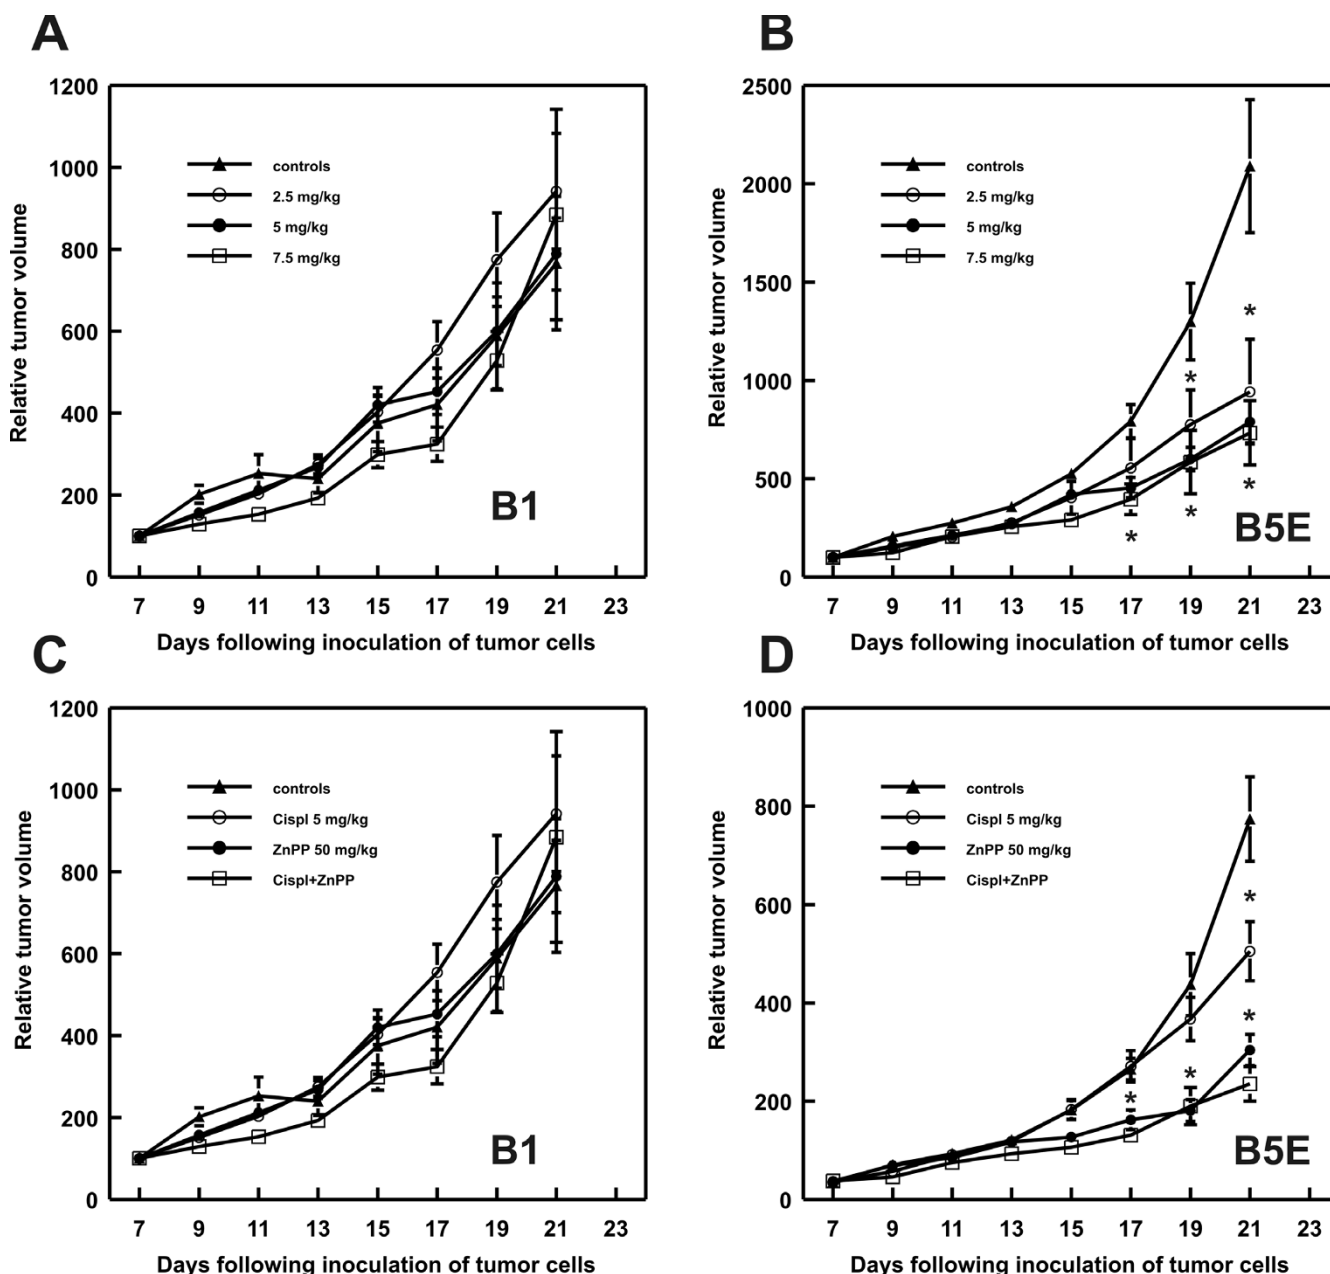 A
1200
1000
800
600
400
200
0
Relative tumor volume
controls
2.5 mg/kg
5 mg/kg
7.5 mg/kg
B1
7 9 11 13 15 17 19 21 23
Days following inoculation of tumor cells
B
2500
2000
1500
1000
500
0
Relative tumor volume
controls
2.5 mg/kg
5 mg/kg
7.5 mg/kg
*
*
*
*
*
B5E
7 9 11 13 15 17 19 21 23
Days following inoculation of tumor cells
C
1200
1000
800
600
400
200
0
Relative tumor volume
controls
Cispl 5 mg/kg
ZnPP 50 mg/kg
Cispl+ZnPP
B1
7 9 11 13 15 17 19 21 23
Days following inoculation of tumor cells
D
1000
800
600
400
200
0
Relative tumor volume
controls
Cispl 5 mg/kg
ZnPP 50 mg/kg
Cispl+ZnPP
*
*
*
*
B5E
7 9 11 13 15 17 19 21 23
Days following inoculation of tumor cells